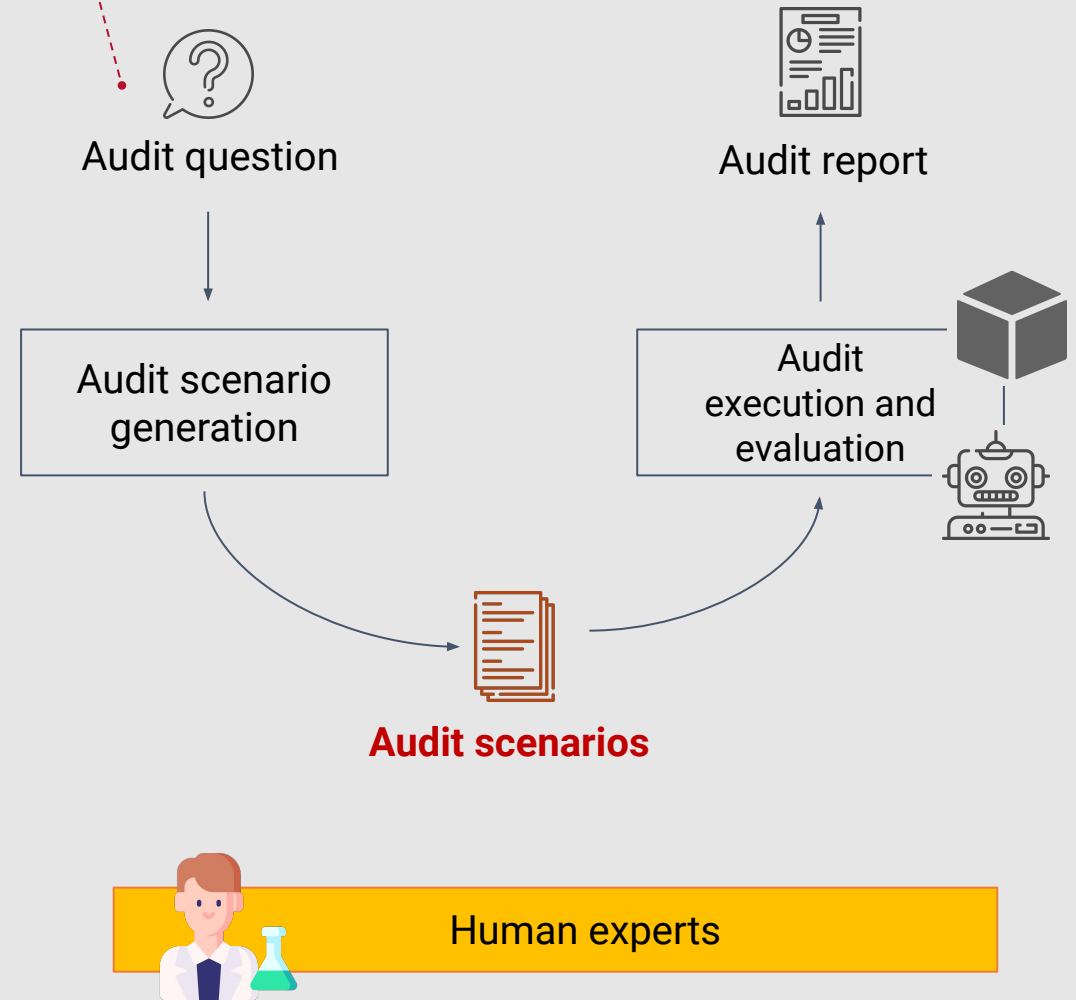 Audit question
Audit report
Audit scenario
generation
Audit
execution and
evaluation
Audit scenarios
Human experts